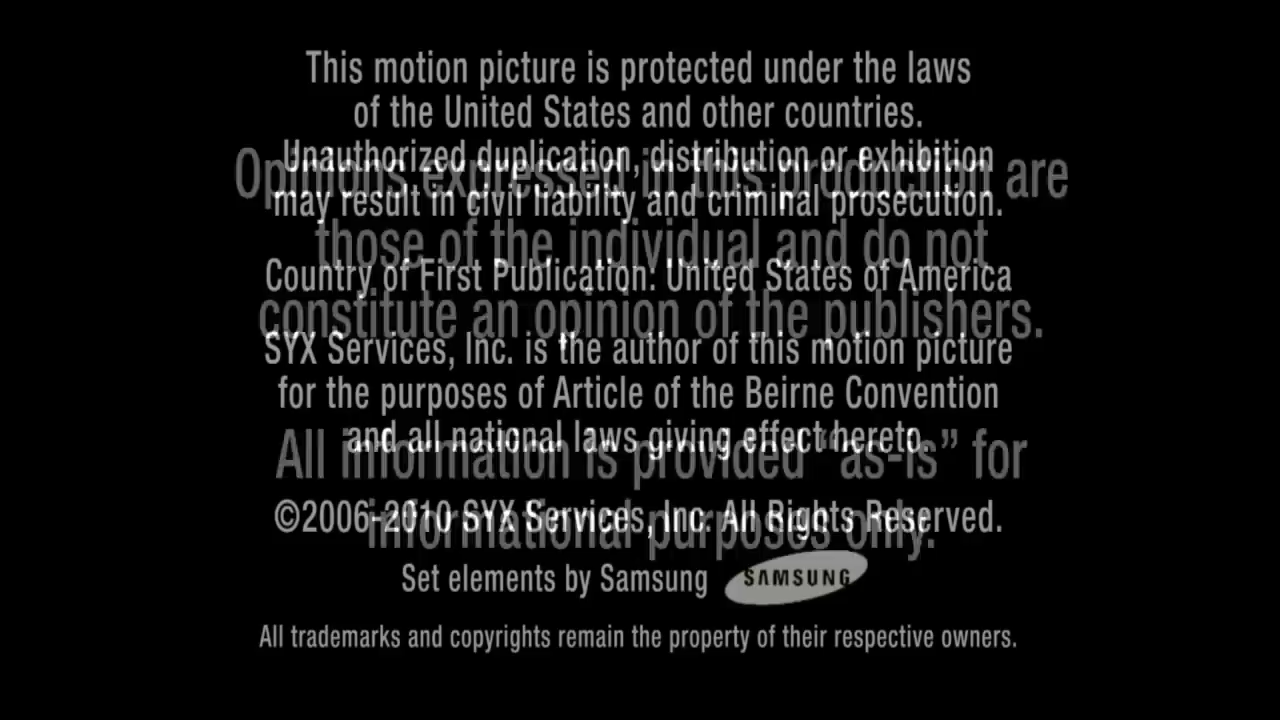 This motion picture is protected under the laws
of the United States and other countries.
Unauthorized duplication, distribution or exhibition
may result in civil liability and criminal prosecution.
Country of First Publication: United States of America
SYX Services, Inc. is the author of this motion picture
for the purposes of Article of the Beirne Convention
and all national laws giving effect hereto.
©2006-2010 SYX Services, Inc. All Rights Reserved.
Set elements by Samsung SAMSUNG
All trademarks and copyrights remain the property of their respective owners.
Opinions expressed in this production are
those of the individual and do not
constitute an opinion of the publishers.
All information is provided “as-is” for
informational purposes only.